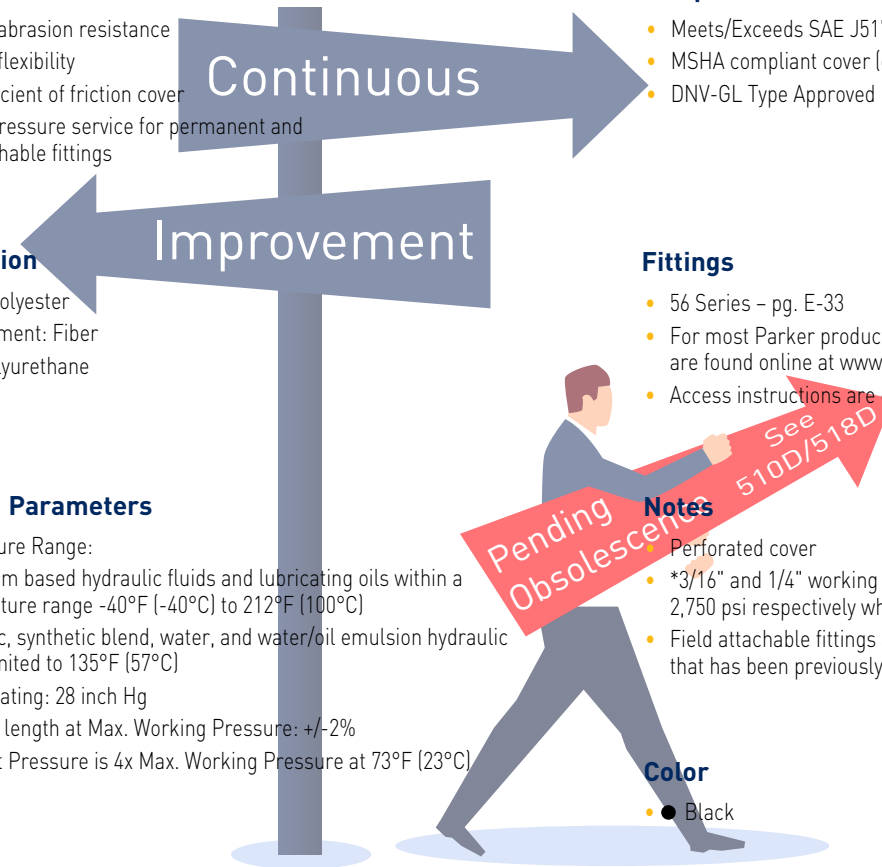 abrasion resistance
flexibility
cient of friction cover
ressure service for permanent and
hable fittings
Continuous
Improvement
ion
olyester
ment: Fiber
lyurethane
Parameters
ure Range:
m based hydraulic fluids and lubricating oils within a
ture range -40°F (-40°C) to 212°F (100°C)
c, synthetic blend, water, and water/oil emulsion hydraulic
mited to 135°F (57°C)
ating: 28 inch Hg
length at Max. Working Pressure: +/-2%
t Pressure is 4x Max. Working Pressure at 73°F (23°C)
• Meets/Exceeds SAE J51
• MSHA compliant cover (
• DNV-GL Type Approved
Fittings
• 56 Series – pg. E-33
• For most Parker produc
are found online at www
• Access instructions are
Pending
Obsolescence
See
510D/518D
Notes
• Perforated cover
• *3/16" and 1/4" working
2,750 psi respectively wh
• Field attachable fittings
that has been previously
Color
• ● Black